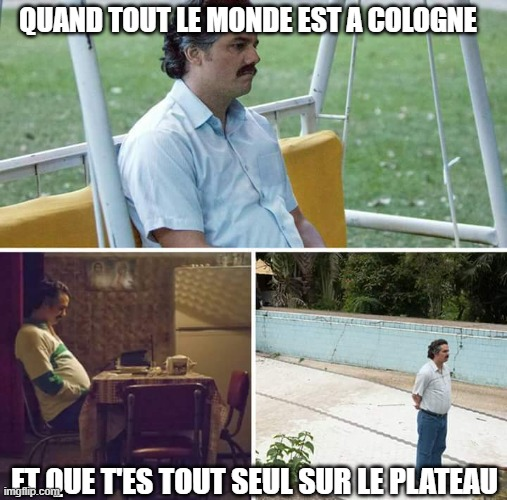 QUAND TOUT LE MONDE EST A COLOGNE
ET QUE T'ES TOUT SEUL SUR LE PLATEAU
imgflip.com